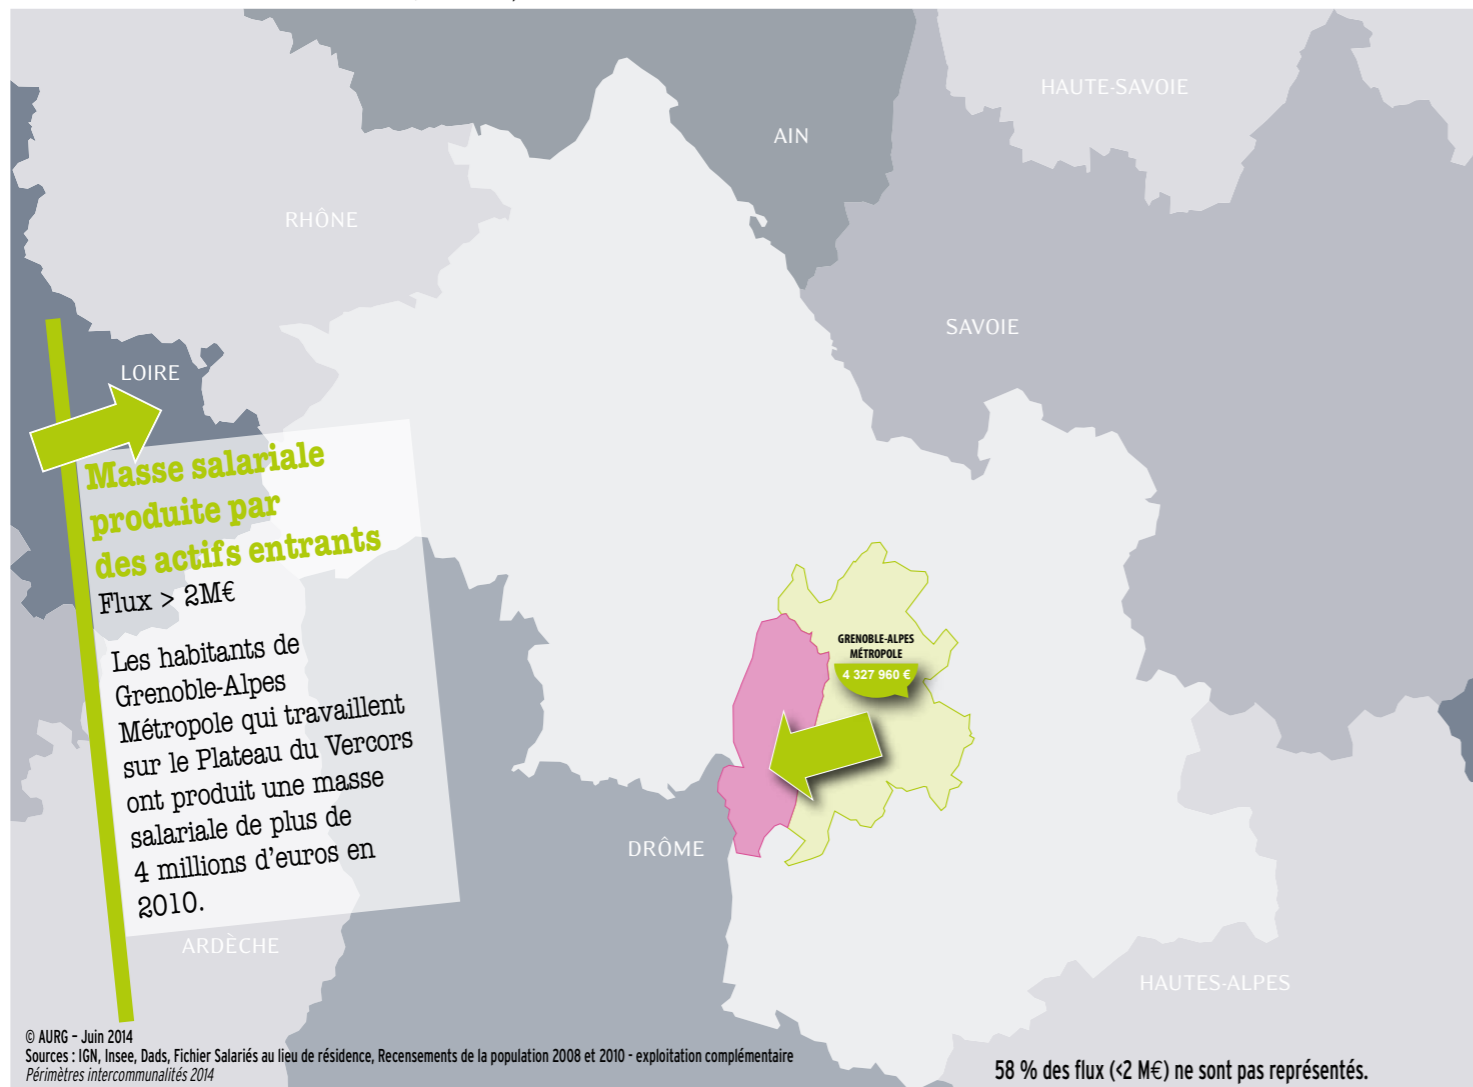 HAUTE-SAVOIE
AIN
RHÔNE
SAVOIE
LOIRE
Masse salariale
produite par
des actifs entrants
Flux > 2M€
Les habitants de
Grenoble-Alpes
Métropole qui travaillent
sur le Plateau du Vercors
ont produit une masse
salariale de plus de
4 millions d'euros en
2010.
GRENOBLE-ALPES
MÉTROPOLE
4 327 960 €
DRÔME
ARDÈCHE
HAUTES-ALPES
© AURG - Juin 2014
Sources : IGN, Insee, Dads, Fichier Salariés au lieu de résidence, Recensements de la population 2008 et 2010 - exploitation complémentaire
Périmètres intercommunalités 2014
58 % des flux (<2 M€) ne sont pas représentés.